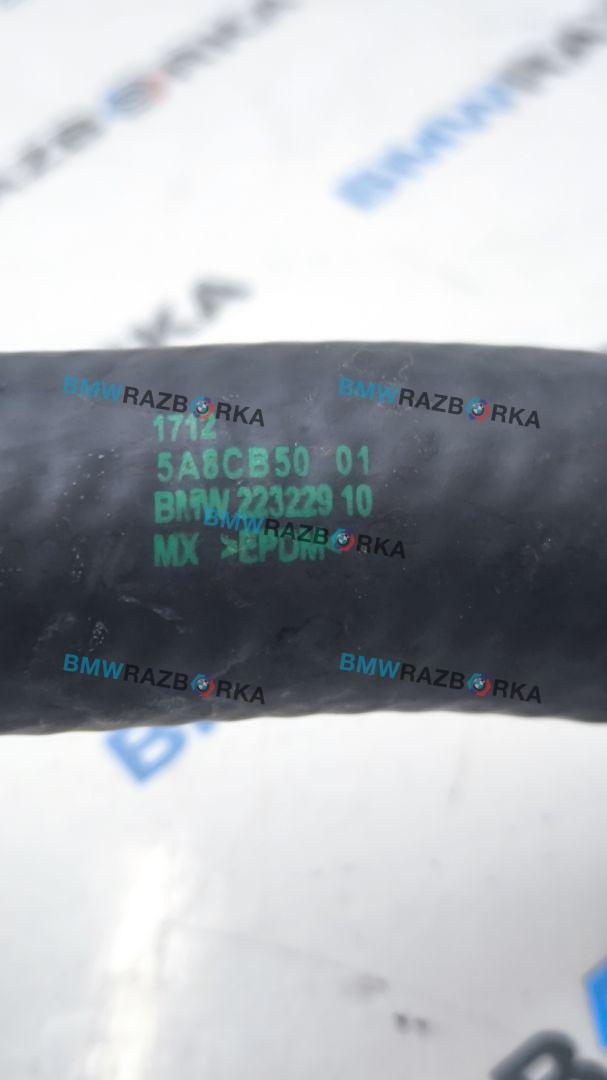 BMWRAZBORKA
BMWRAZBORKA
1712
5A8CB50 01
BMW 223229 10
BMWRAZBORKA
MX >EPDM<
BMWRAZBORKA
BMWRAZBORKA